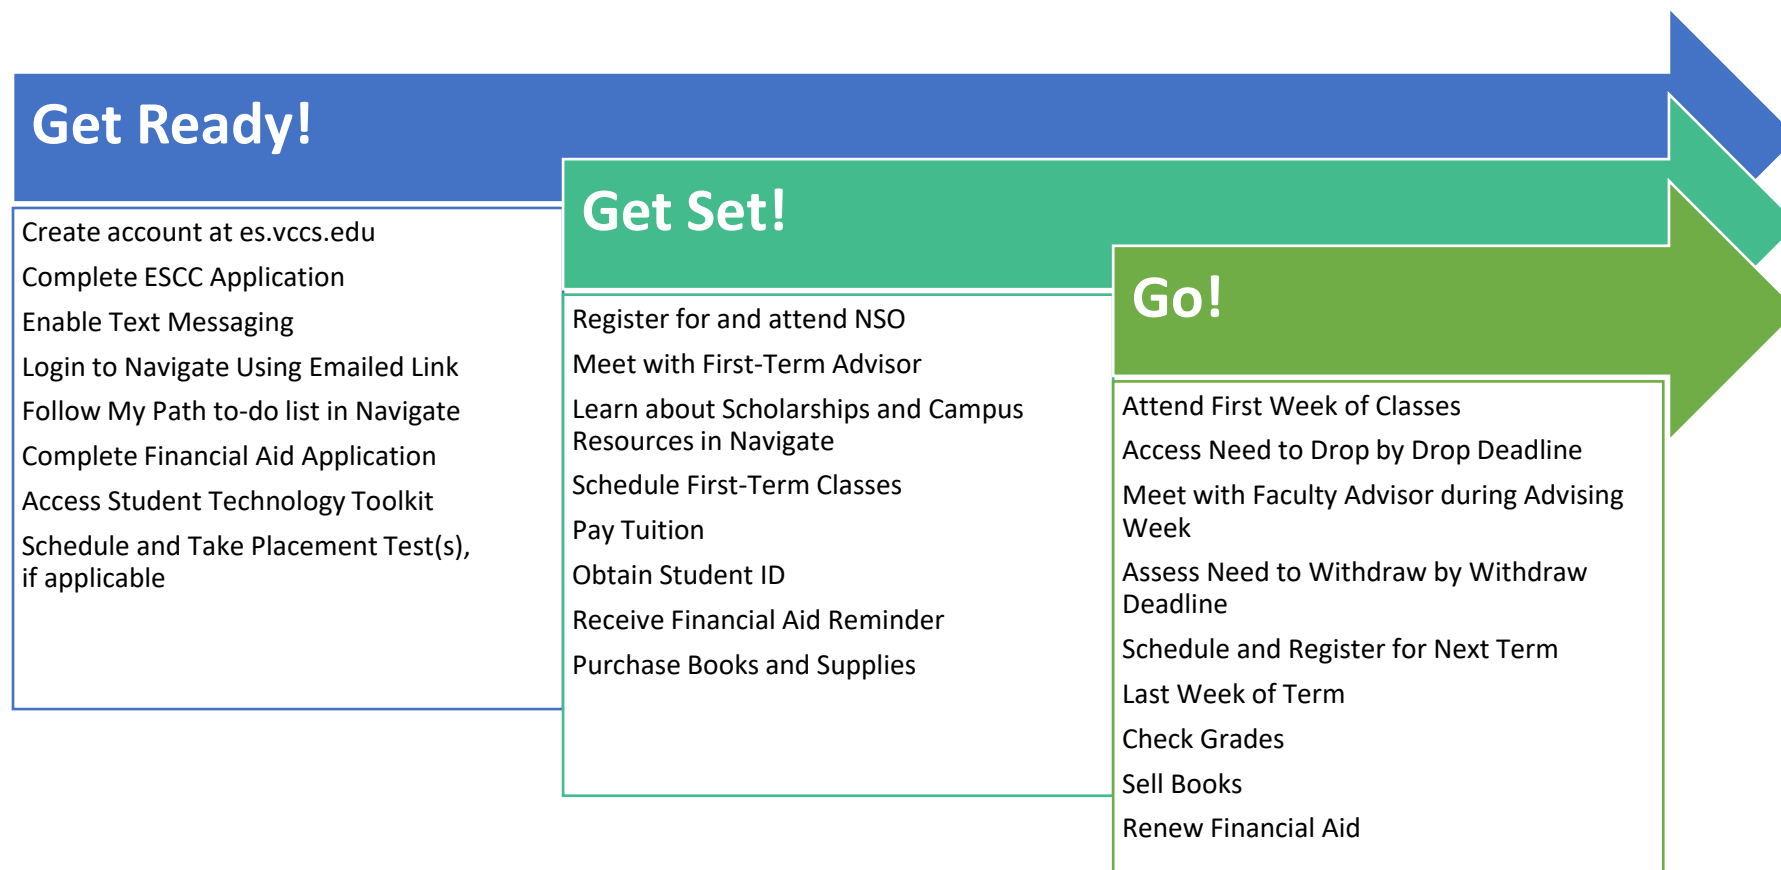 Get Ready!
Create account at es.vccs.edu
Complete ESCC Application
Enable Text Messaging
Login to Navigate Using Emailed Link
Follow My Path to-do list in Navigate
Complete Financial Aid Application
Access Student Technology Toolkit
Schedule and Take Placement Test(s),
if applicable
Get Set!
Register for and attend NSO
Meet with First-Term Advisor
Learn about Scholarships and Campus
Resources in Navigate
Schedule First-Term Classes
Pay Tuition
Obtain Student ID
Receive Financial Aid Reminder
Purchase Books and Supplies
Go!
Attend First Week of Classes
Access Need to Drop by Drop Deadline
Meet with Faculty Advisor during Advising
Week
Assess Need to Withdraw by Withdraw
Deadline
Schedule and Register for Next Term
Last Week of Term
Check Grades
Sell Books
Renew Financial Aid